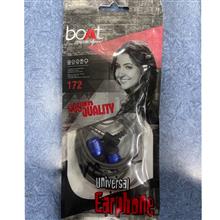 boAt
172
QUALITY
Universal
Earphone